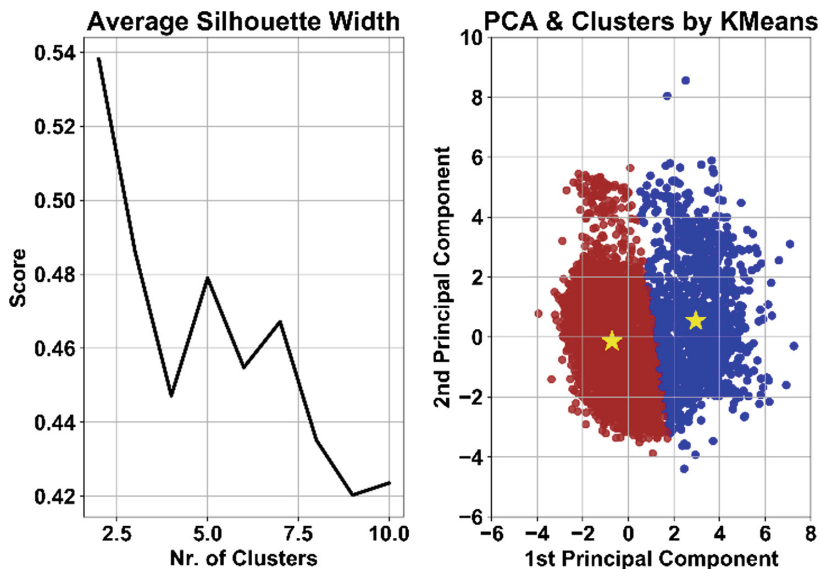 Average Silhouette Width
0.54
0.52
0.50
0.48
0.46
0.44
0.42
Score
2.5 5.0 7.5 10.0
Nr. of Clusters
PCA & Clusters by KMeans
10
8
6
4
2
0
−2
−4
−6
2nd Principal Component
−6 −4 −2 0 2 4 6 8
1st Principal Component